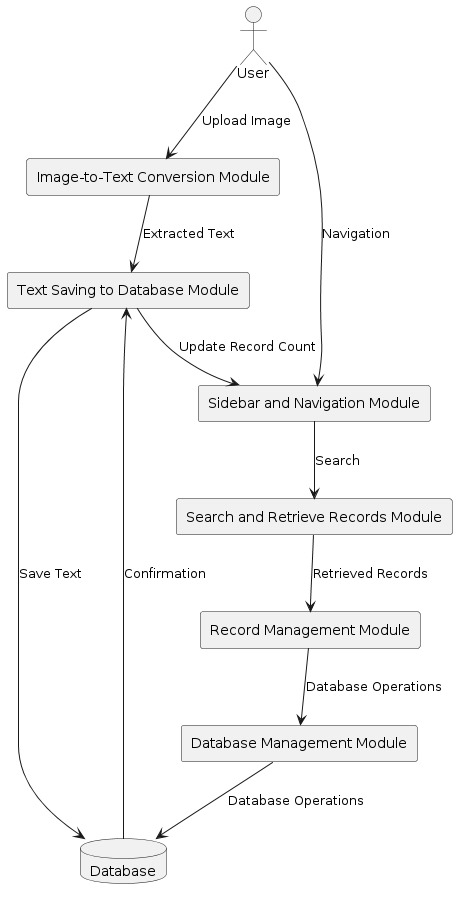 User
Upload Image
Image-to-Text Conversion Module
Extracted Text
Navigation
Text Saving to Database Module
Update Record Count
Sidebar and Navigation Module
Search
Search and Retrieve Records Module
Save Text
Confirmation
Retrieved Records
Record Management Module
Database Operations
Database Management Module
Database Operations
Database